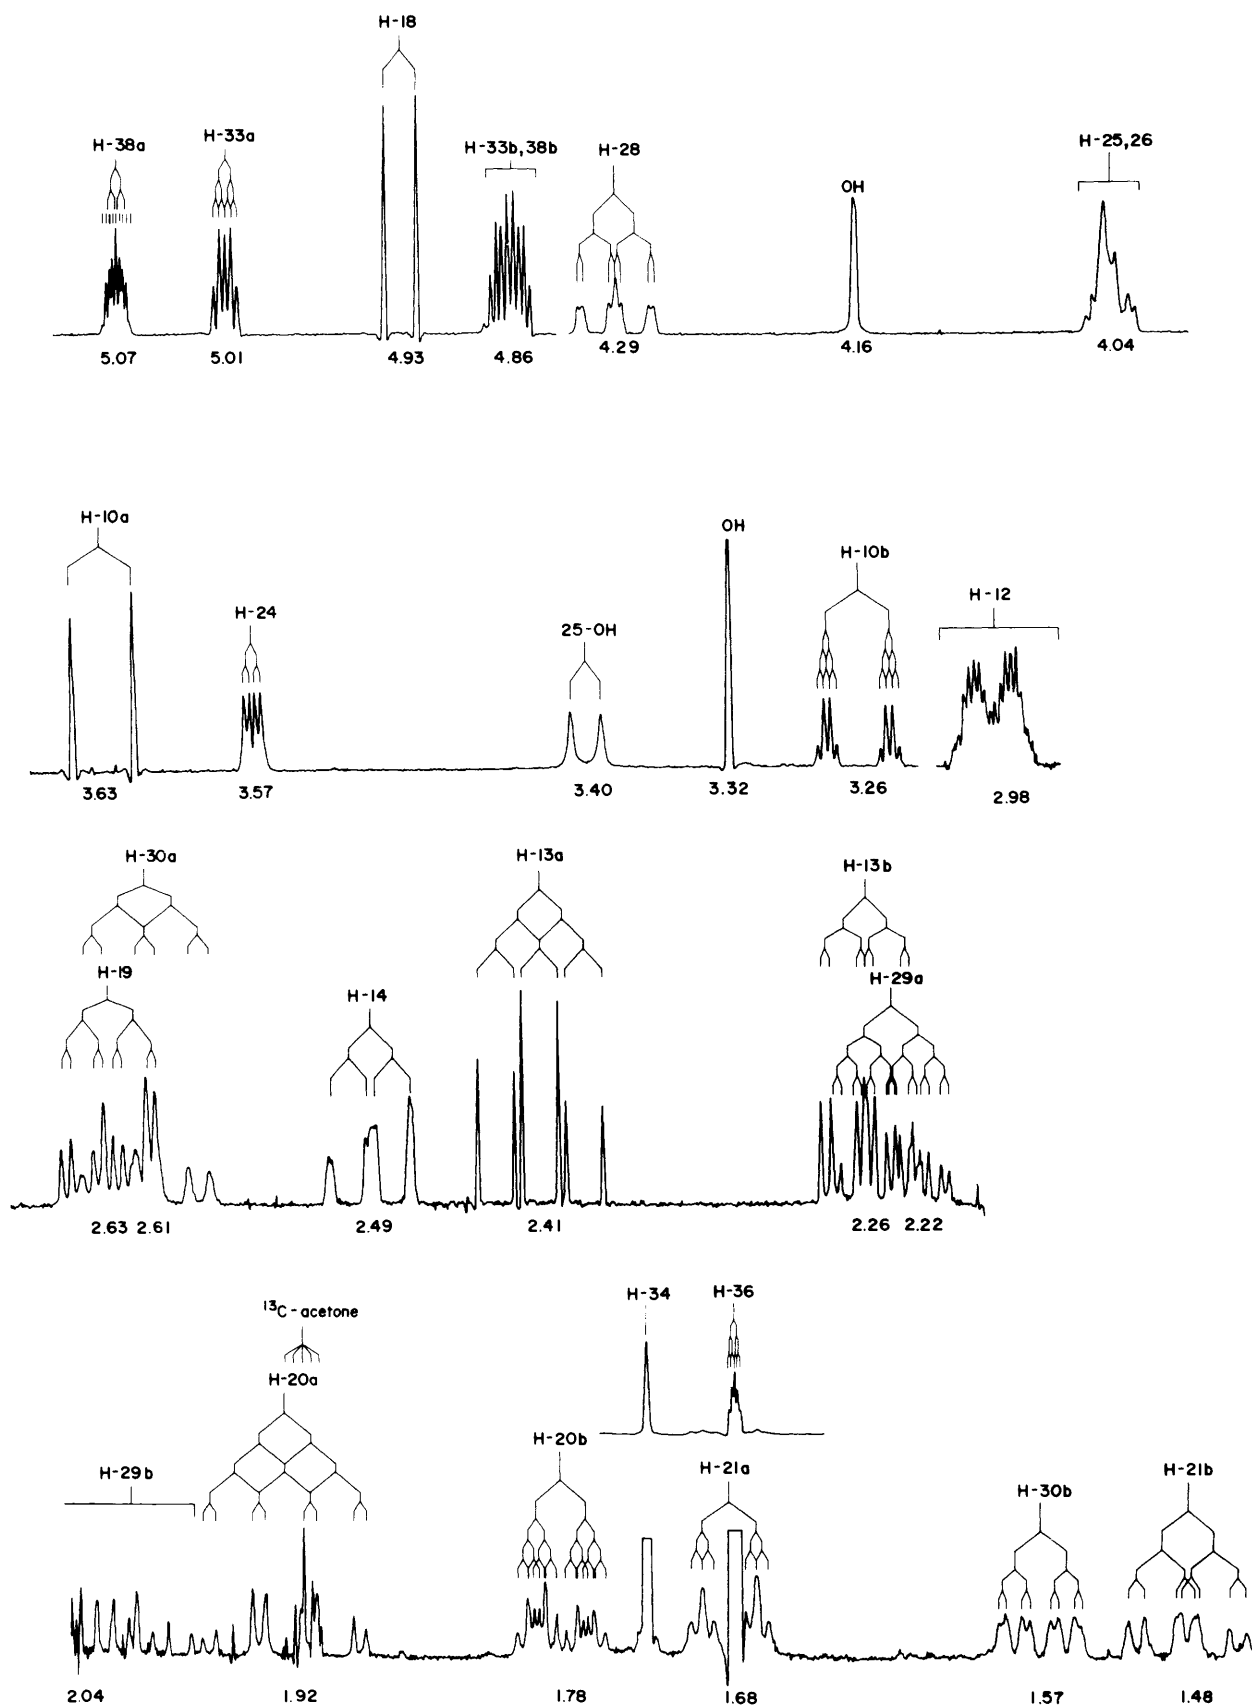 H-18
H-38a
H-33a
H-33b,38b
H-28
OH
H-25,26
5.07
5.01
4.93
4.86
4.29
4.16
4.04
H-10a
H-24
25-OH
OH
H-10b
H-12
3.63
3.57
3.40
3.32
3.26
2.98
H-30a
H-13a
H-13b
H-19
H-14
H-29a
2.63 2.61
2.49
2.41
2.26
2.22
H-34
H-36
¹³C-acetone
H-20a
H-29b
H-20b
H-21a
H-30b
H-21b
2.04
1.92
1.78
1.68
1.57
1.48